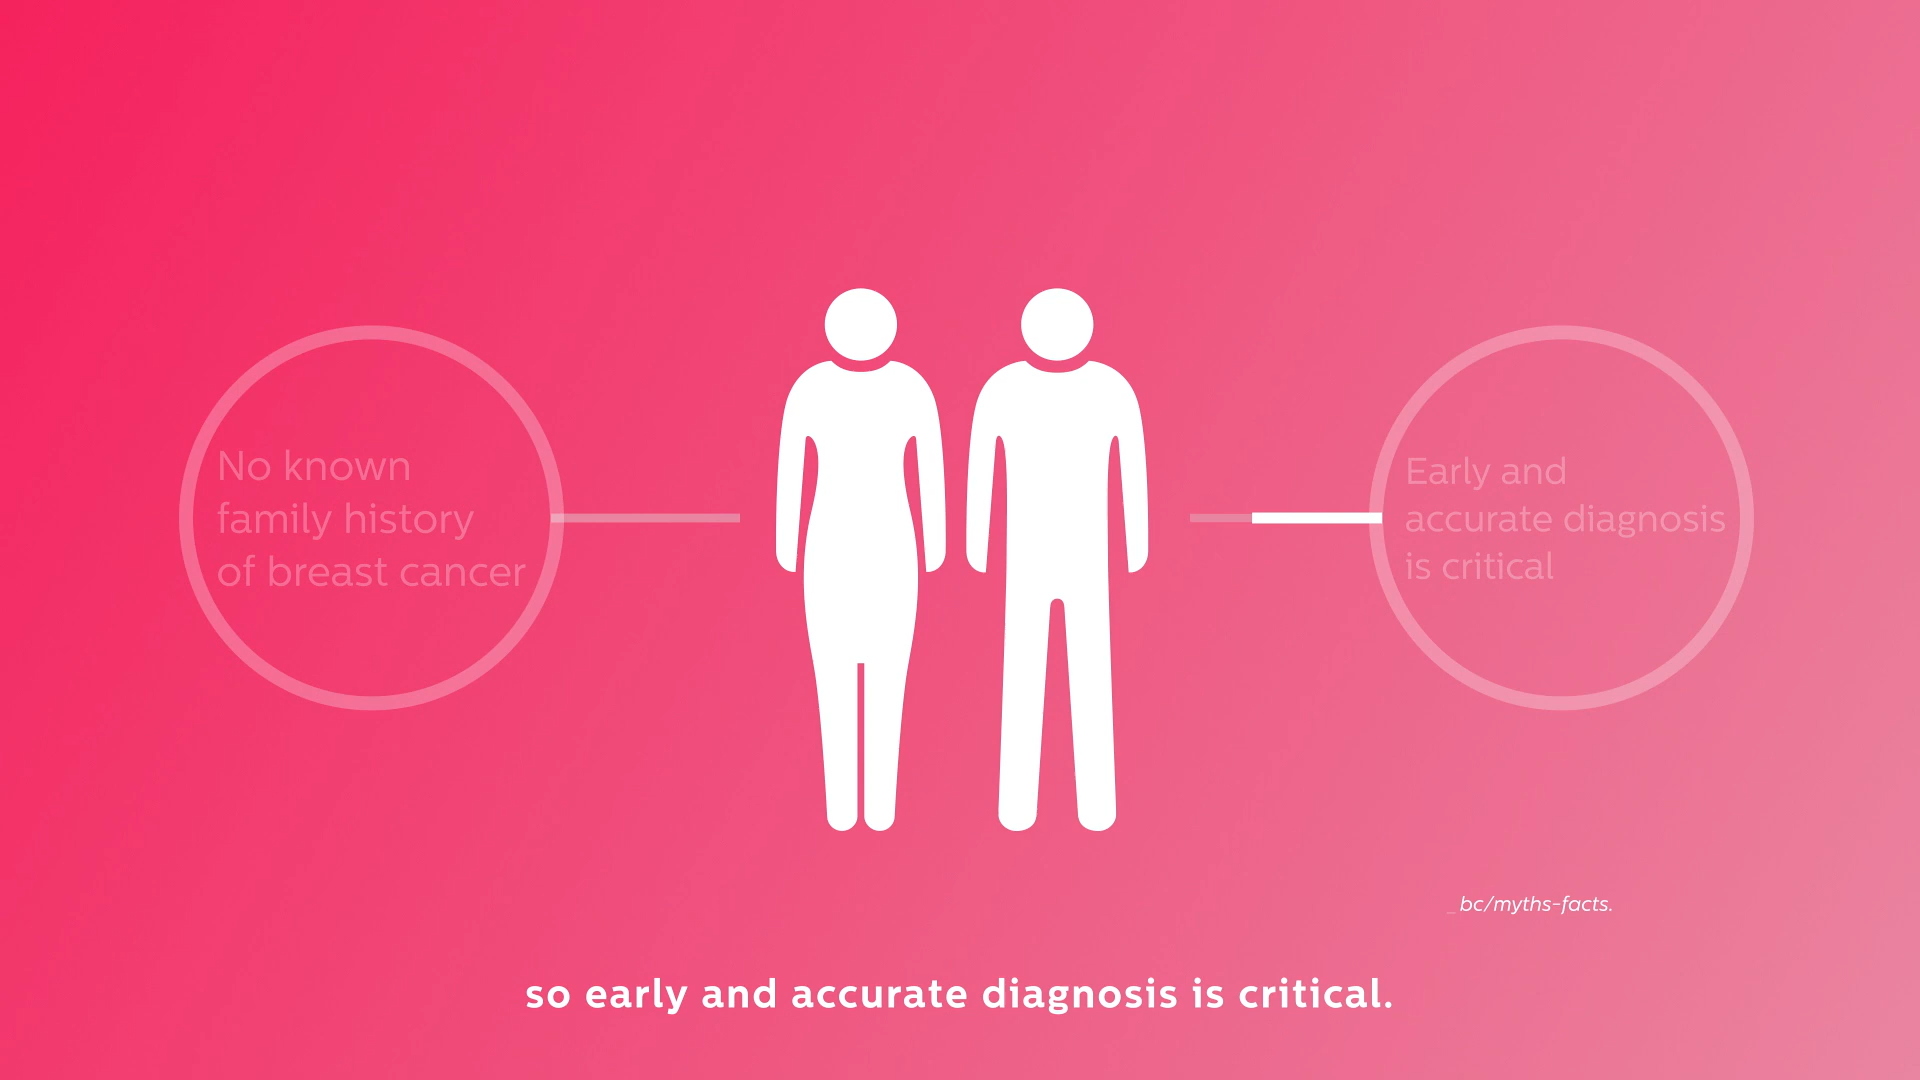 No known
family history
of breast cancer
Early and
accurate diagnosis
is critical
_bc/myths-facts.
so early and accurate diagnosis is critical.